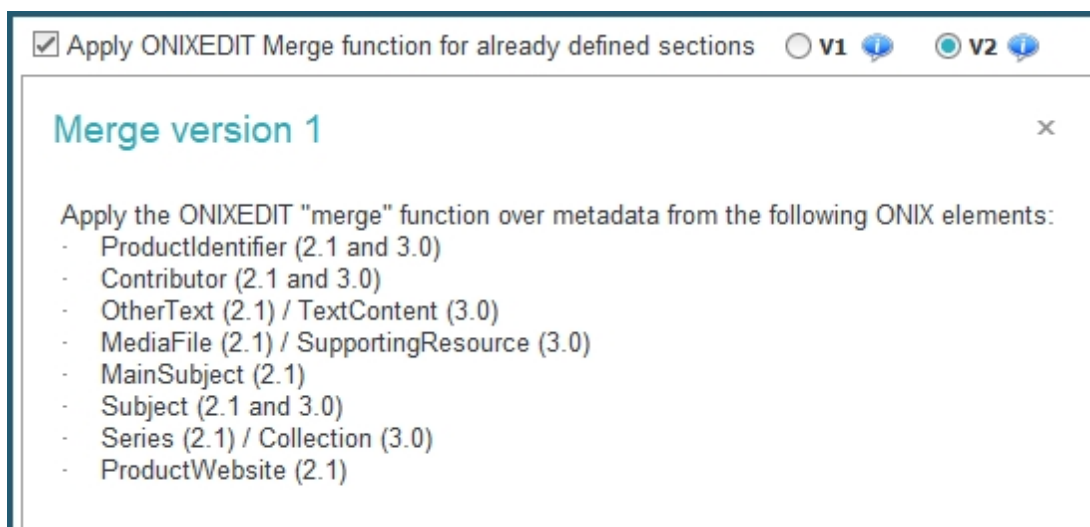 Apply ONIXEDIT Merge function for already defined sections V1 V2
Merge version 1
Apply the ONIXEDIT "merge" function over metadata from the following ONIX elements:
· ProductIdentifier (2.1 and 3.0)
· Contributor (2.1 and 3.0)
· OtherText (2.1) / TextContent (3.0)
· MediaFile (2.1) / SupportingResource (3.0)
· MainSubject (2.1)
· Subject (2.1 and 3.0)
· Series (2.1) / Collection (3.0)
· ProductWebsite (2.1)